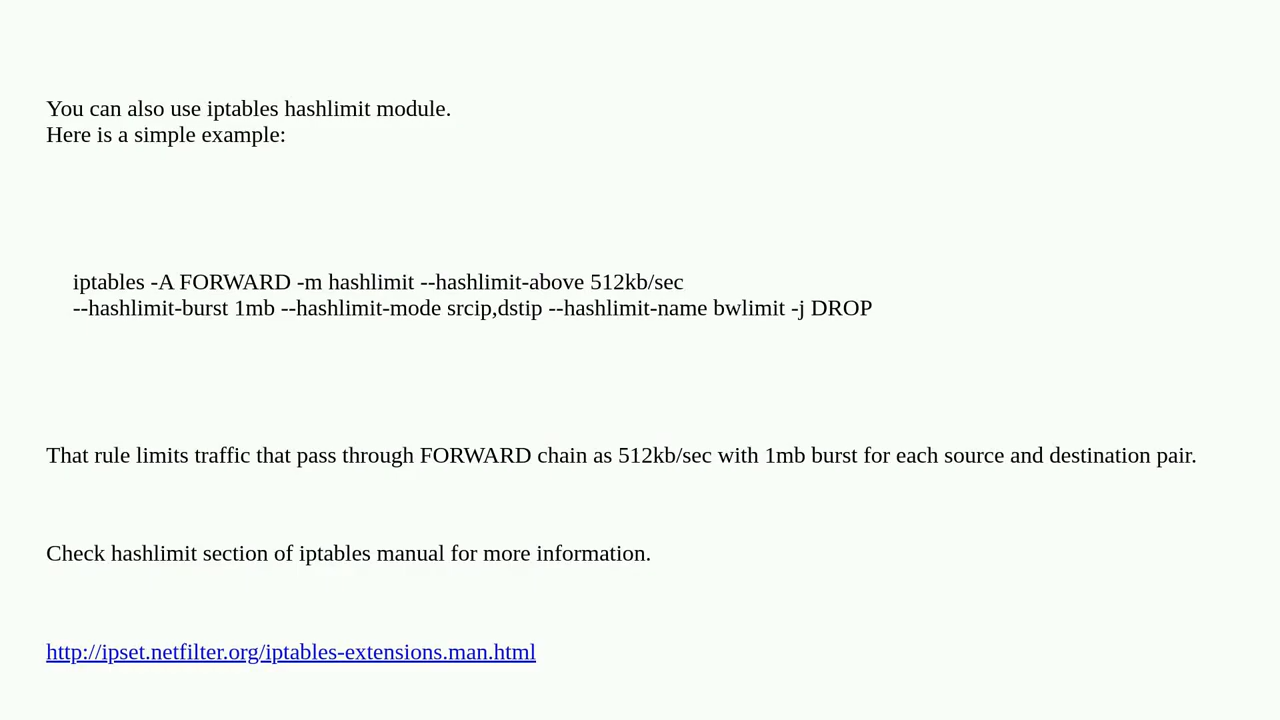 You can also use iptables hashlimit module.
Here is a simple example:
iptables -A FORWARD -m hashlimit --hashlimit-above 512kb/sec
--hashlimit-burst 1mb --hashlimit-mode srcip,dstip --hashlimit-name bwlimit -j DROP
That rule limits traffic that pass through FORWARD chain as 512kb/sec with 1mb burst for each source and destination pair.
Check hashlimit section of iptables manual for more information.
http://ipset.netfilter.org/iptables-extensions.man.html